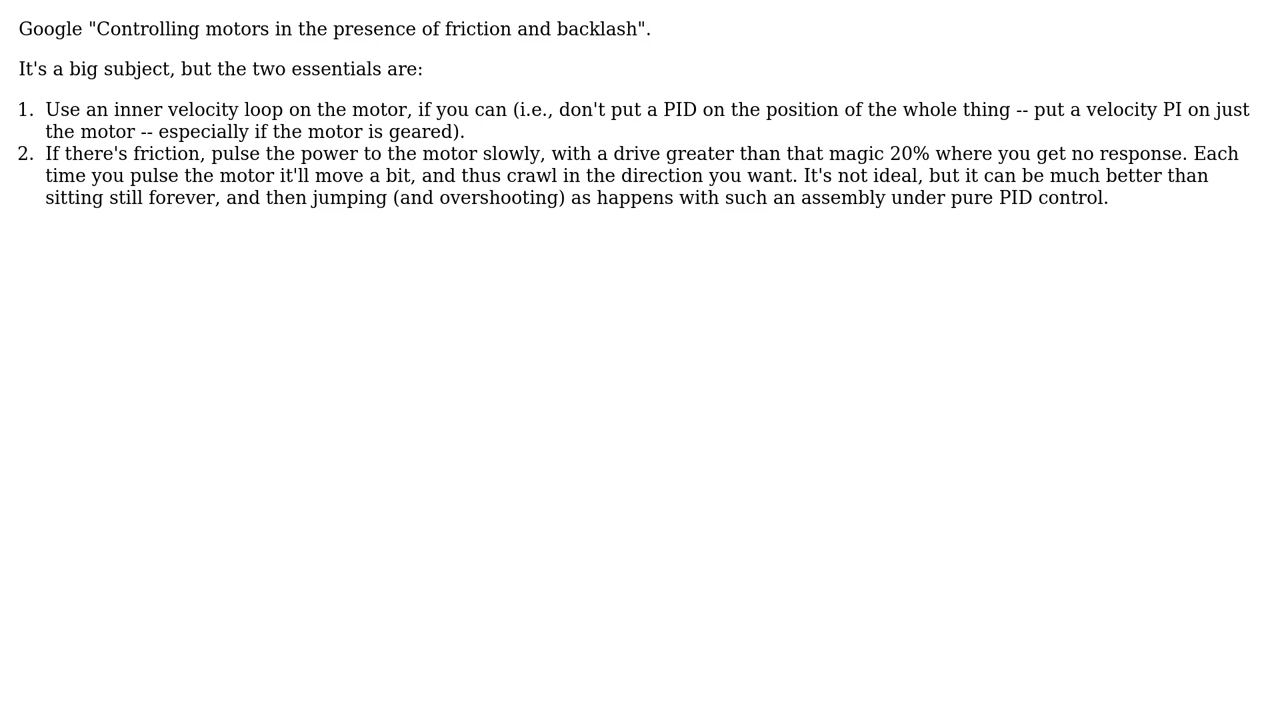 Google "Controlling motors in the presence of friction and backlash".
It's a big subject, but the two essentials are:
1. Use an inner velocity loop on the motor, if you can (i.e., don't put a PID on the position of the whole thing -- put a velocity PI on just
the motor -- especially if the motor is geared).
2. If there's friction, pulse the power to the motor slowly, with a drive greater than that magic 20% where you get no response. Each
time you pulse the motor it'll move a bit, and thus crawl in the direction you want. It's not ideal, but it can be much better than
sitting still forever, and then jumping (and overshooting) as happens with such an assembly under pure PID control.